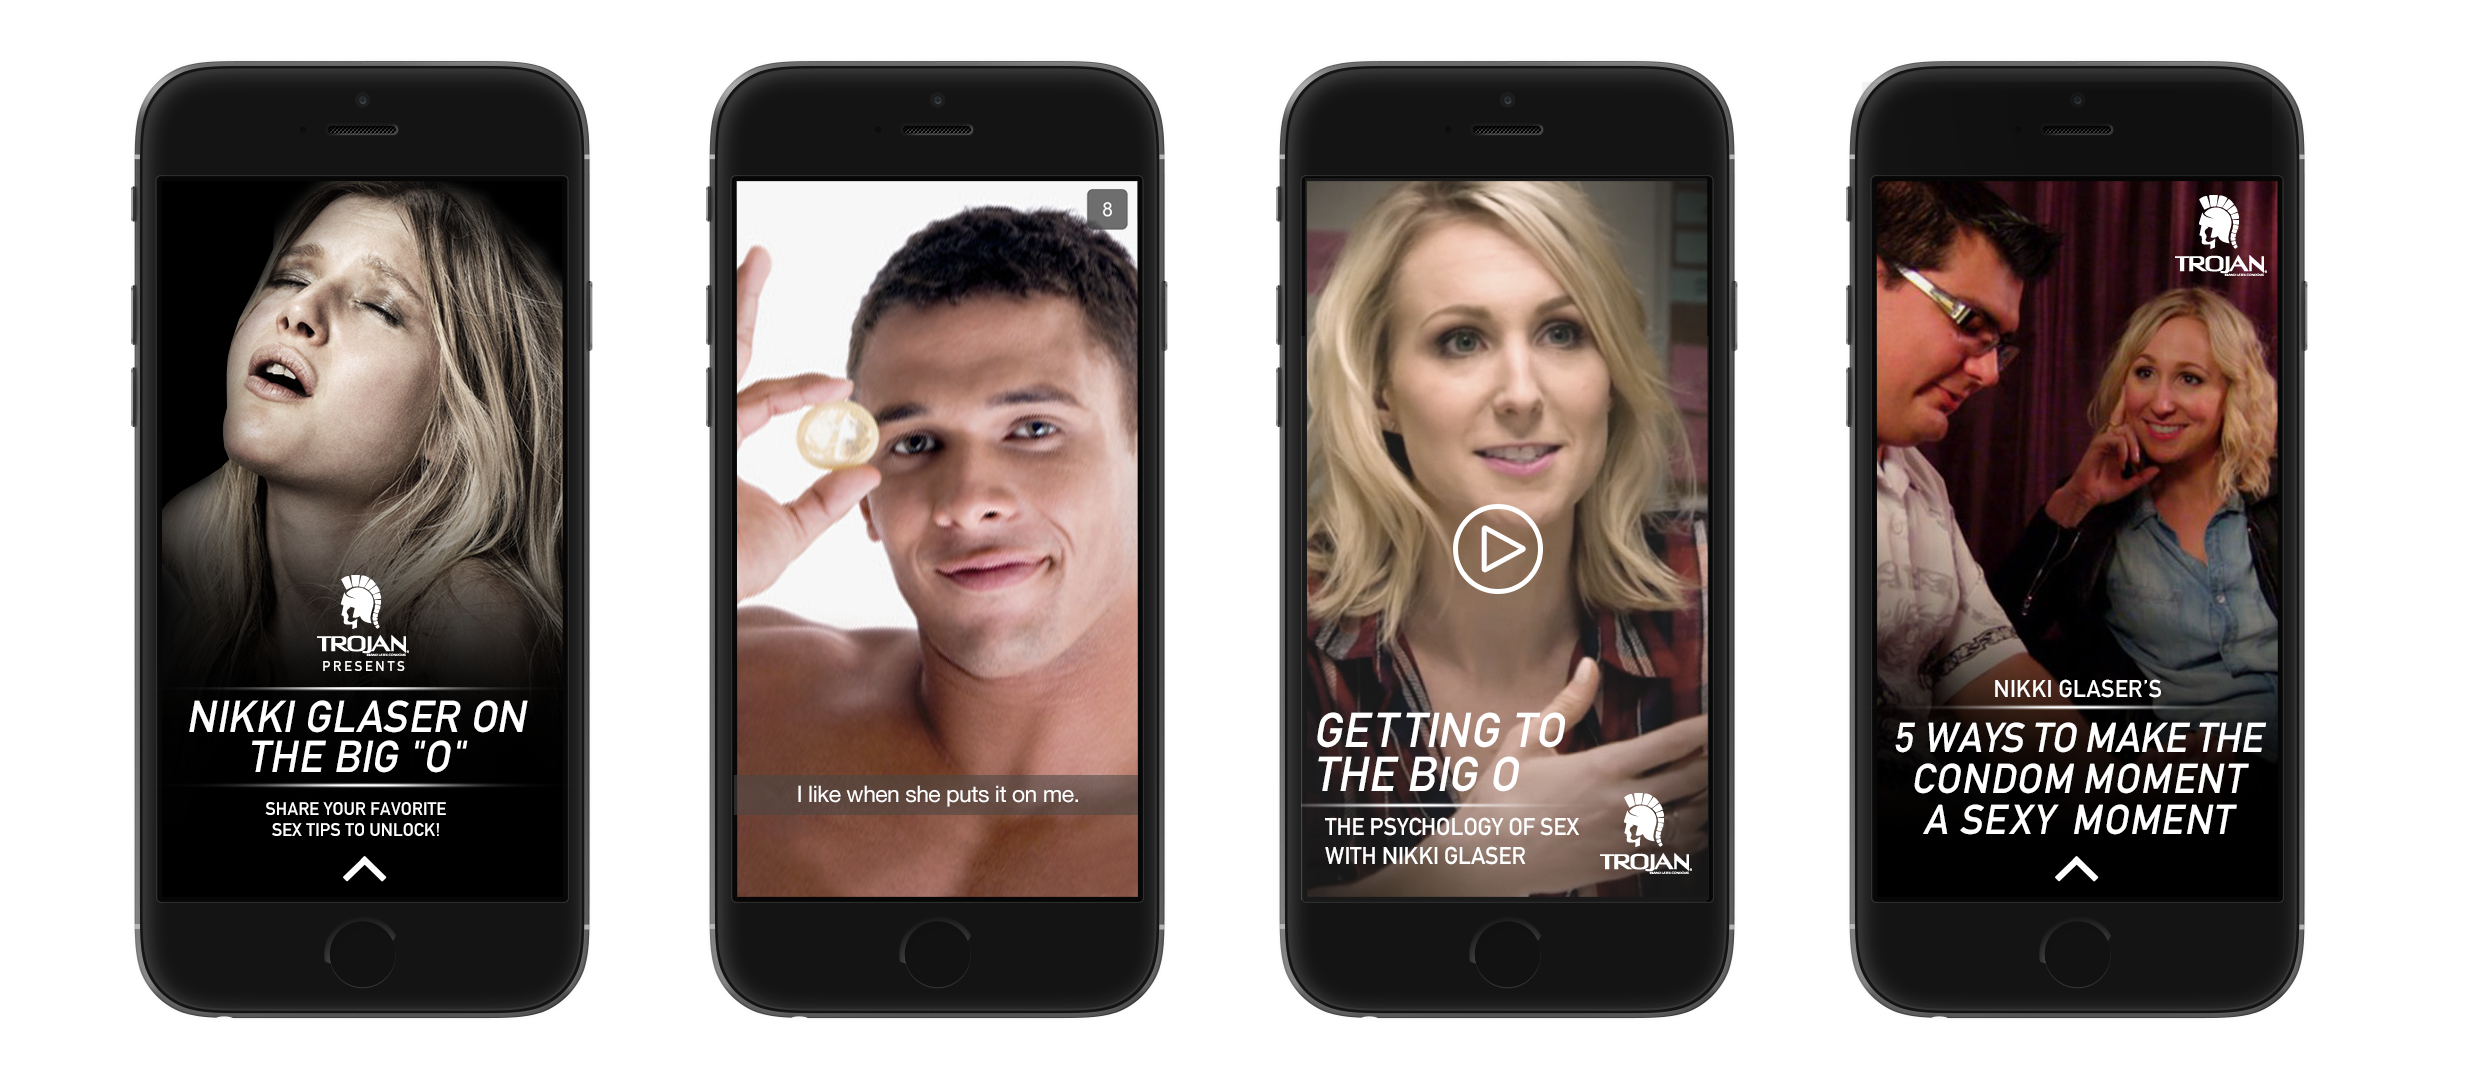 TROJAN
PRESENTS
NIKKI GLASER ON
THE BIG "O"
SHARE YOUR FAVORITE
SEX TIPS TO UNLOCK!
8
I like when she puts it on me.
GETTING TO
THE BIG O
THE PSYCHOLOGY OF SEX
WITH NIKKI GLASER
TROJAN
TROJAN
NIKKI GLASER'S
5 WAYS TO MAKE THE
CONDOM MOMENT
A SEXY MOMENT